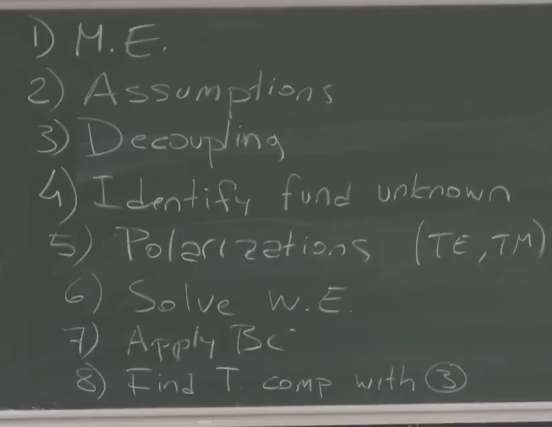 1) M.E.
2) Assumptions
3) Decoupling
4) Identify fund unknown
5) Polarizations (TE, TM)
6) Solve W.E.
7) Apply BC
8) Find T. comp with ③